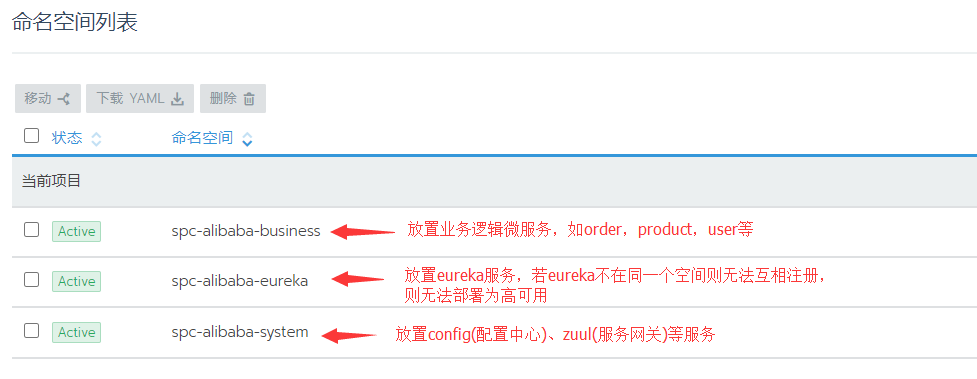 命名空间列表
移动 下载 YAML 删除
状态 命名空间
当前项目
Active spc-alibaba-business 放置业务逻辑微服务，如order，product，user等
Active spc-alibaba-eureka 放置eureka服务，若eureka不在同一个空间则无法互相注册，
则无法部署为高可用
Active spc-alibaba-system 放置config(配置中心)、zuul(服务网关)等服务